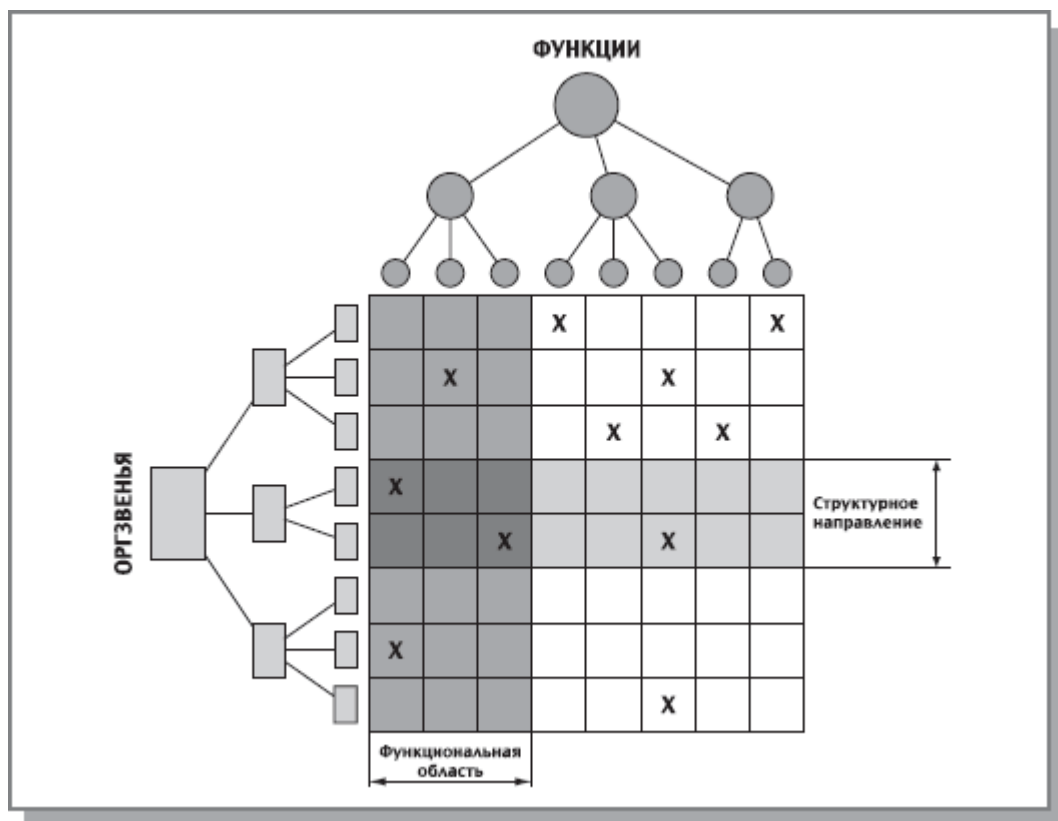 ФУНКЦИИ
X X
X X
X X
ОРГЗВЕНЬЯ
X
Структурное
направление
X X
X
X
Функциональная
область